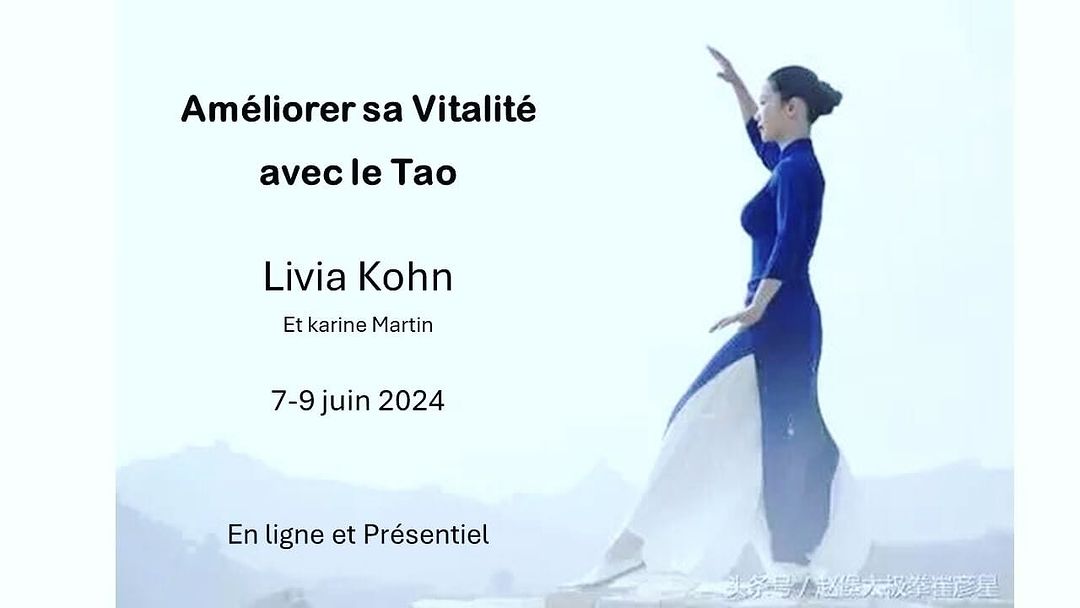 Améliorer sa Vitalité
avec le Tao
Livia Kohn
Et karine Martin
7-9 juin 2024
En ligne et Présentiel
头条号 / 赵堡太极拳崔彦星